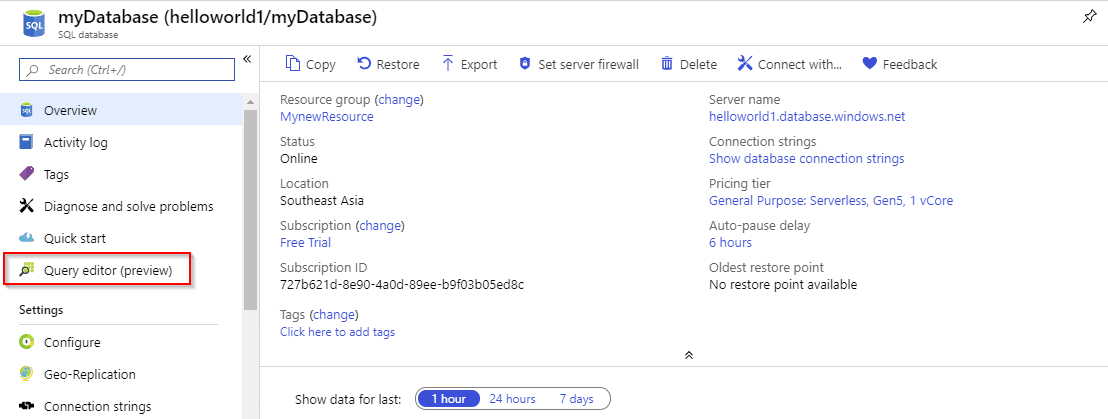 myDatabase (helloworld1/myDatabase)
SQL database
Search (Ctrl+/)
Overview
Activity log
Tags
Diagnose and solve problems
Quick start
Query editor (preview)
Settings
Configure
Geo-Replication
Connection strings
Copy Restore Export Set server firewall Delete Connect with... Feedback
Resource group (change)
MynewResource
Status
Online
Location
Southeast Asia
Subscription (change)
Free Trial
Subscription ID
727b621d-8e90-4a0d-89ee-b9f03b05ed8c
Tags (change)
Click here to add tags
Server name
helloworld1.database.windows.net
Connection strings
Show database connection strings
Pricing tier
General Purpose: Serverless, Gen5, 1 vCore
Auto-pause delay
6 hours
Oldest restore point
No restore point available
Show data for last: 1 hour 24 hours 7 days